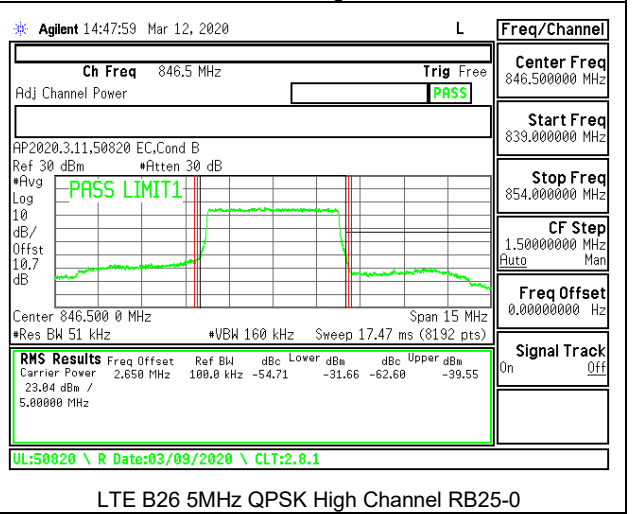 Agilent 14:47:59 Mar 12, 2020 L Freq/Channel
Ch Freq 846.5 MHz Trig Free
Adj Channel Power PASS
AP2020.3.11,50820 EC,Cond B
Ref 30 dBm #Atten 30 dB
#Avg
Log
10
dB/
Offst
10.7
dB
PASS LIMIT1
Center 846.500 0 MHz Span 15 MHz
#Res BW 51 kHz #VBW 160 kHz Sweep 17.47 ms (8192 pts)
RMS Results Freq Offset Ref BW dBc Lower dBm dBc Upper dBm
Carrier Power 2.650 MHz 100.0 kHz -54.71 -31.66 -62.60 -39.55
23.04 dBm /
5.00000 MHz
Center Freq
846.500000 MHz
Start Freq
839.000000 MHz
Stop Freq
854.000000 MHz
CF Step
1.50000000 MHz
Auto Man
Freq Offset
0.00000000 Hz
Signal Track
On Off
UL:50820 \ R Date:03/09/2020 \ CLT:2.8.1
LTE B26 5MHz QPSK High Channel RB25-0